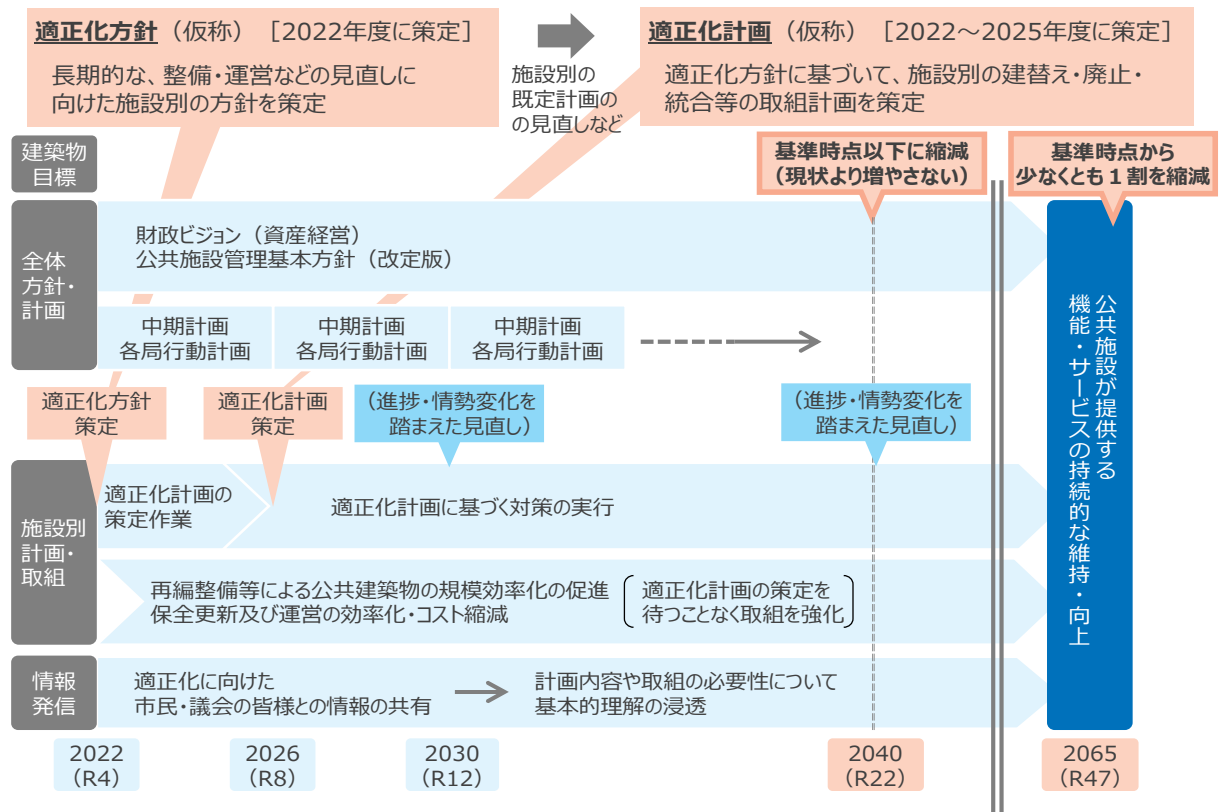 適正化方針（仮称） ［2022年度に策定］
長期的な、整備・運営などの見直しに
向けた施設別の方針を策定
施設別の
既定計画の
の見直しなど
適正化計画（仮称） ［2022～2025年度に策定］
適正化方針に基づいて、施設別の建替え・廃止・
統合等の取組計画を策定
建築物
目標
基準時点以下に縮減
（現状より増やさない）
基準時点から
少なくとも１割を縮減
全体
方針・
計画
財政ビジョン（資産経営）
公共施設管理基本方針（改定版）
中期計画
各局行動計画
中期計画
各局行動計画
中期計画
各局行動計画
適正化方針
策定
適正化計画
策定
（進捗・情勢変化を
踏まえた見直し）
（進捗・情勢変化を
踏まえた見直し）
公共施設が提供する
機能・サービスの持続的な維持・向上
施設別
計画・
取組
適正化計画の
策定作業
適正化計画に基づく対策の実行
再編整備等による公共建築物の規模効率化の促進
保全更新及び運営の効率化・コスト縮減
適正化計画の策定を
待つことなく取組を強化
情報
発信
適正化に向けた
市民・議会の皆様との情報の共有
計画内容や取組の必要性について
基本的理解の浸透
2022
（R4）
2026
（R8）
2030
（R12）
2040
（R22）
2065
（R47）